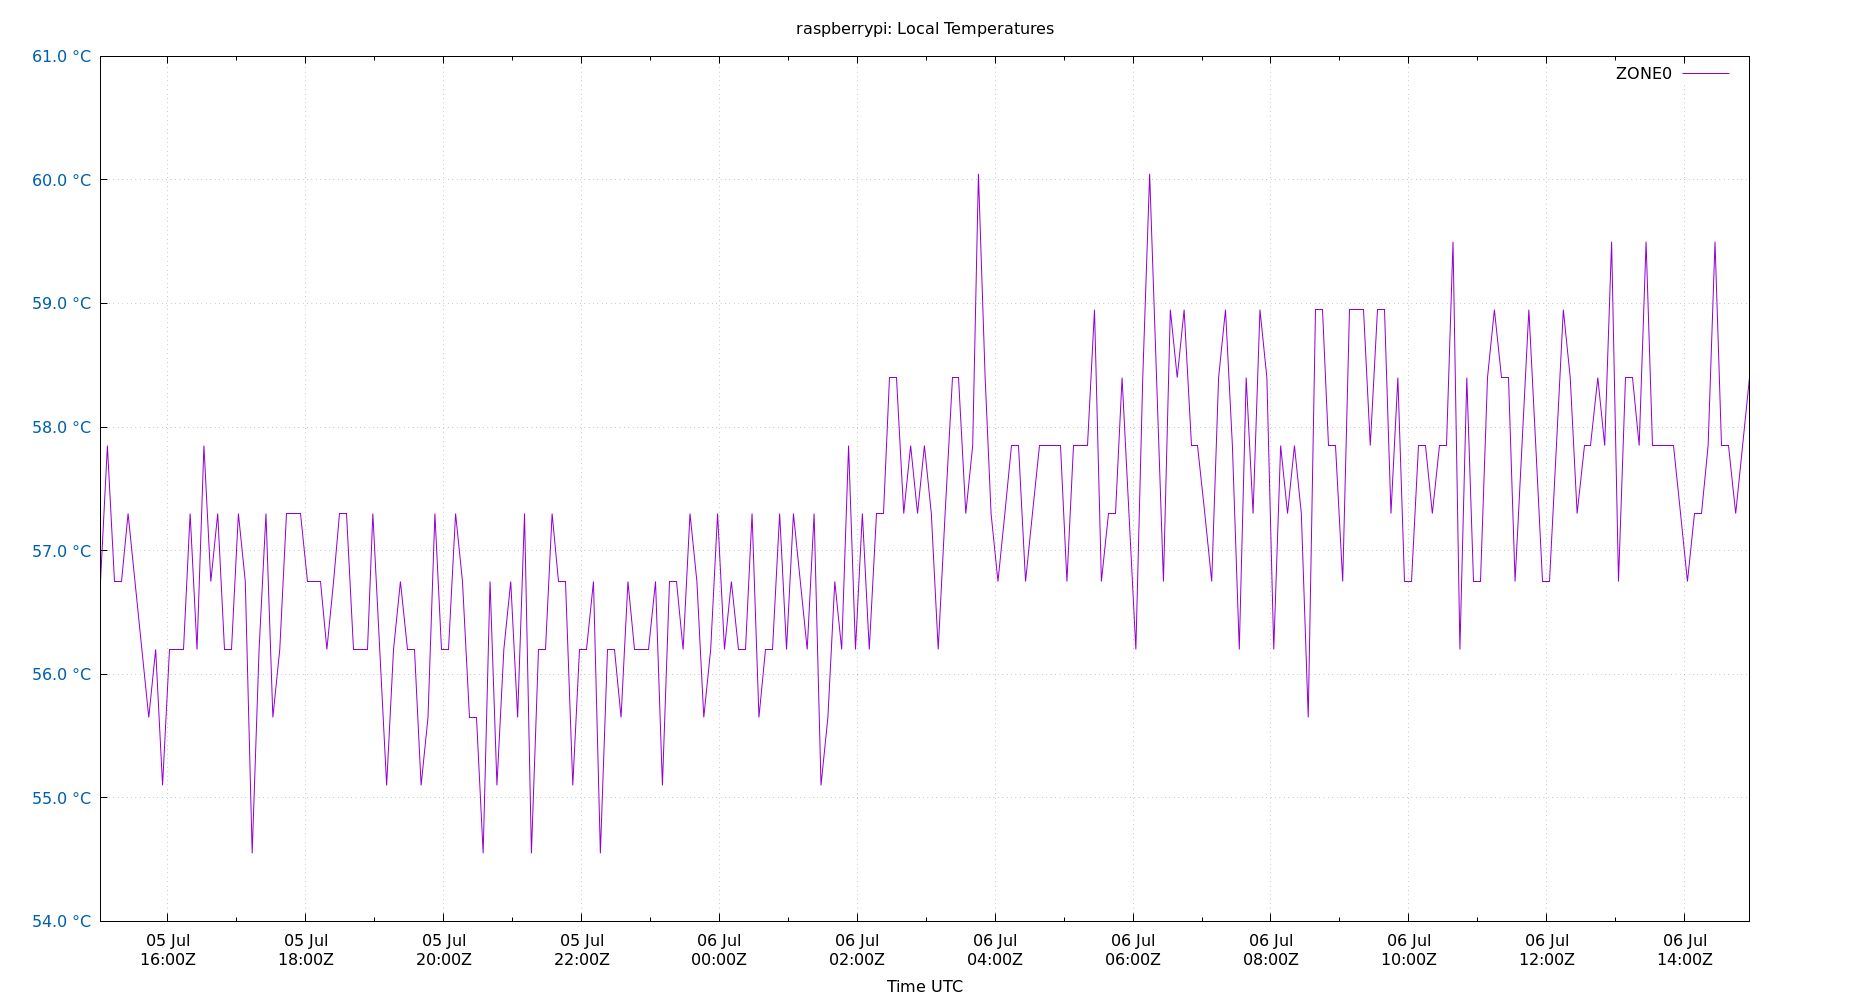 raspberrypi: Local Temperatures
61.0 °C
ZONE0
60.0 °C
59.0 °C
58.0 °C
57.0 °C
56.0 °C
55.0 °C
54.0 °C
05 Jul 05 Jul 05 Jul 05 Jul 06 Jul 06 Jul 06 Jul 06 Jul 06 Jul 06 Jul 06 Jul 06 Jul
16:00Z 18:00Z 20:00Z 22:00Z 00:00Z 02:00Z 04:00Z 06:00Z 08:00Z 10:00Z 12:00Z 14:00Z
Time UTC